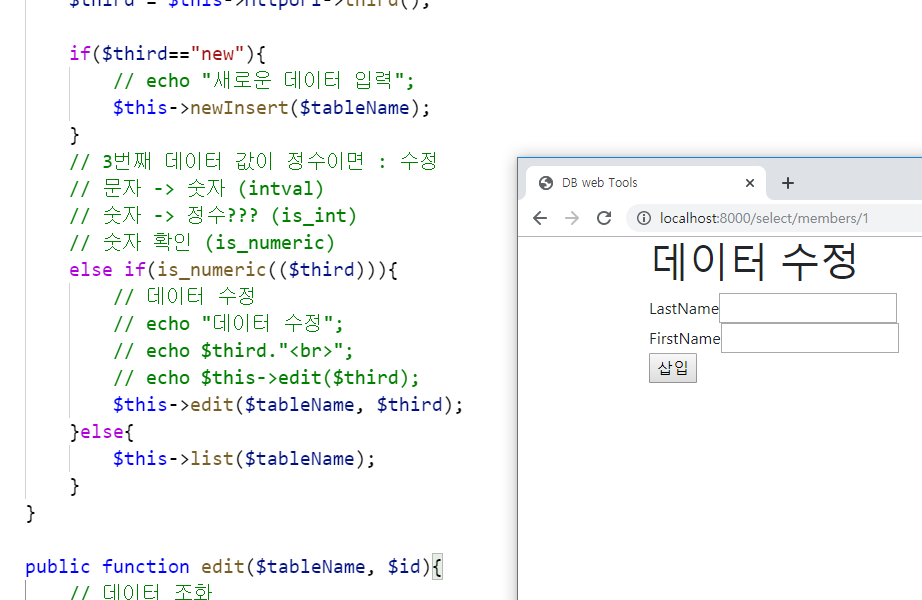 $third = $this->httpUri->third();
if($third=="new"){
// echo "새로운 데이터 입력";
$this->newInsert($tableName);
}
// 3번째 데이터 값이 정수이면 : 수정
// 문자 -> 숫자 (intval)
// 숫자 -> 정수??? (is_int)
// 숫자 확인 (is_numeric)
else if(is_numeric(($third))){
// 데이터 수정
// echo "데이터 수정";
// echo $third."<br>";
// echo $this->edit($third);
$this->edit($tableName, $third);
}else{
$this->list($tableName);
}
}
public function edit($tableName, $id){
// 데이터 조화
DB web Tools
localhost:8000/select/members/1
데이터 수정
LastName
FirstName
삽입